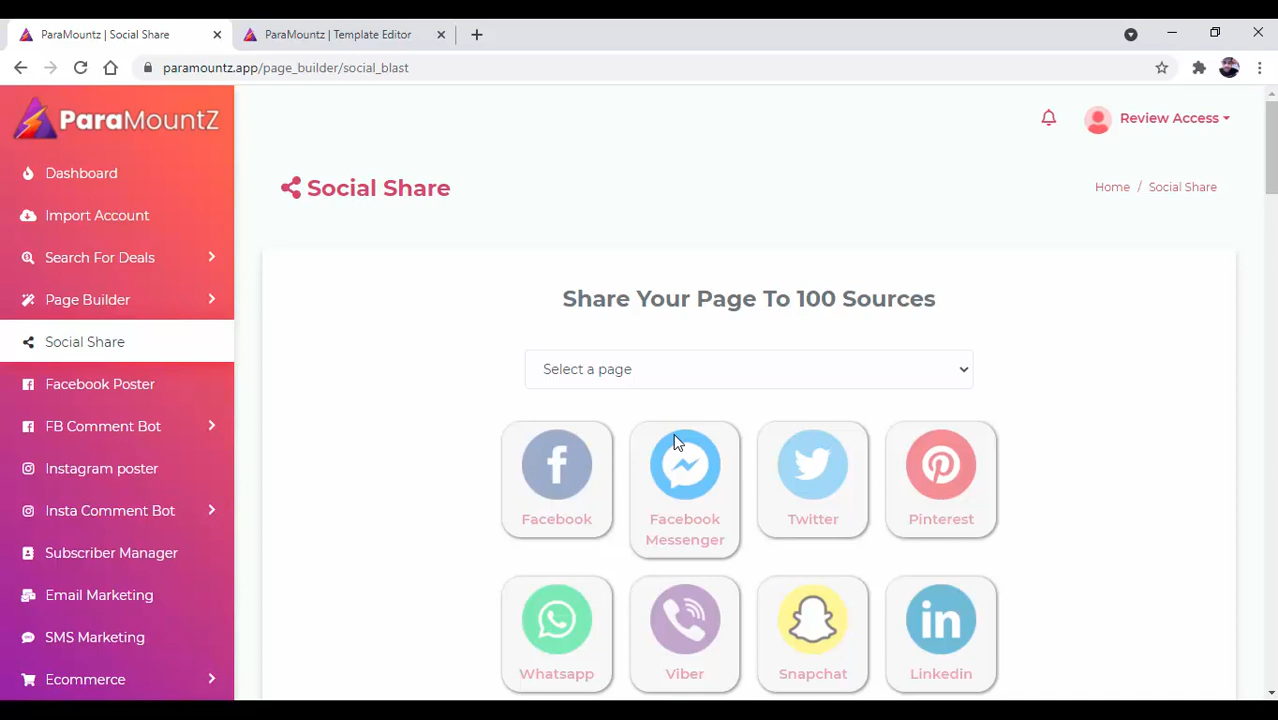 ParaMountz | Social Share
ParaMountz | Template Editor
paramountz.app/page_builder/social_blast
ParaMountZ
Review Access
Dashboard
Import Account
Search For Deals
Page Builder
Social Share
Facebook Poster
FB Comment Bot
Instagram poster
Insta Comment Bot
Subscriber Manager
Email Marketing
SMS Marketing
Ecommerce
Social Share
Home / Social Share
Share Your Page To 100 Sources
Select a page
Facebook
Facebook
Messenger
Twitter
Pinterest
Whatsapp
Viber
Snapchat
Linkedin